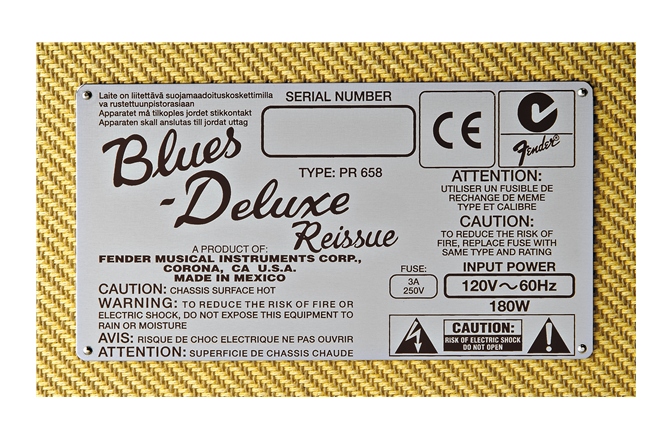 Laite on liitettävä suojamaadoituskoskettimilla
va rustettuunpistorasiaan
Apparatet må tilkoples jordet stikkontakt
Apparaten skall anslutas till jordat uttag
SERIAL NUMBER
CE
Fender
Blues
-Deluxe
Reissue
TYPE: PR 658
A PRODUCT OF:
FENDER MUSICAL INSTRUMENTS CORP.,
CORONA, CA U.S.A.
MADE IN MEXICO
CAUTION: CHASSIS SURFACE HOT
WARNING: TO REDUCE THE RISK OF FIRE OR
ELECTRIC SHOCK, DO NOT EXPOSE THIS EQUIPMENT TO
RAIN OR MOISTURE
AVIS: RISQUE DE CHOC ELECTRIQUE NE PAS OUVRIR
ATTENTION: SUPERFICIE DE CHASSIS CHAUDE
ATTENTION:
UTILISER UN FUSIBLE DE
RECHANGE DE MEME
TYPE ET CALIBRE
CAUTION:
TO REDUCE THE RISK OF
FIRE, REPLACE FUSE WITH
SAME TYPE AND RATING
FUSE:
3A
250V
INPUT POWER
120V~60Hz
180W
CAUTION:
RISK OF ELECTRIC SHOCK
DO NOT OPEN